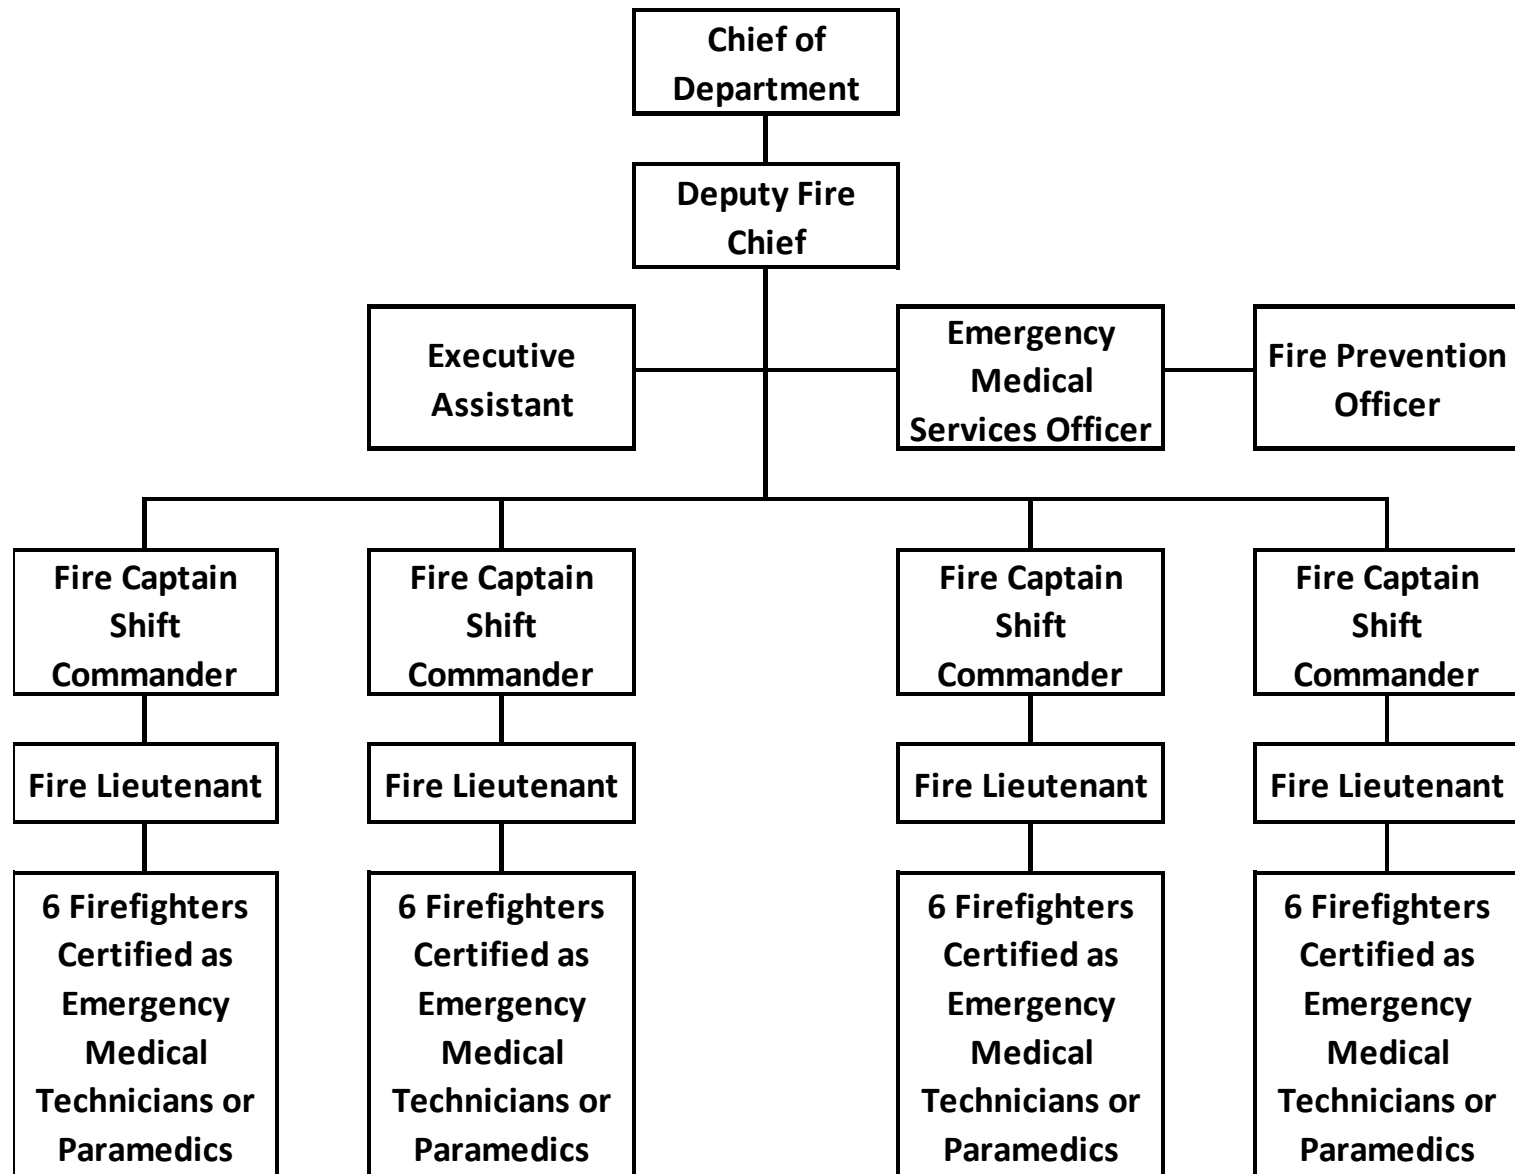 Chief of
Department
Deputy Fire
Chief
Executive
Assistant
Emergency
Medical
Services Officer
Fire Prevention
Officer
Fire Captain
Shift
Commander
Fire Captain
Shift
Commander
Fire Captain
Shift
Commander
Fire Captain
Shift
Commander
Fire Lieutenant
Fire Lieutenant
Fire Lieutenant
Fire Lieutenant
6 Firefighters
Certified as
Emergency
Medical
Technicians or
Paramedics
6 Firefighters
Certified as
Emergency
Medical
Technicians or
Paramedics
6 Firefighters
Certified as
Emergency
Medical
Technicians or
Paramedics
6 Firefighters
Certified as
Emergency
Medical
Technicians or
Paramedics